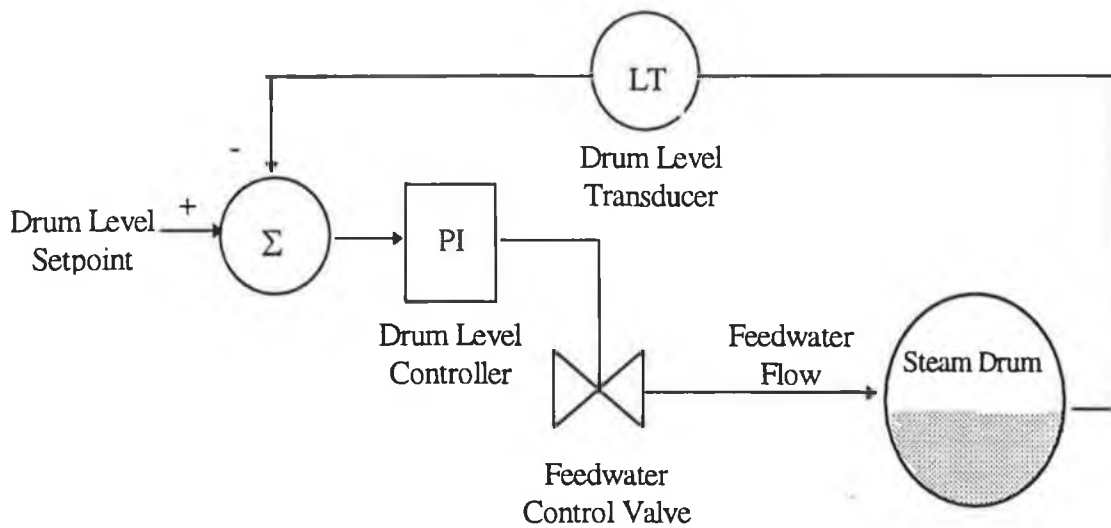 LT
Drum Level
Transducer
-
+
Drum Level
Setpoint
Σ
PI
Drum Level
Controller
Feedwater
Flow
Steam Drum
Feedwater
Control Valve